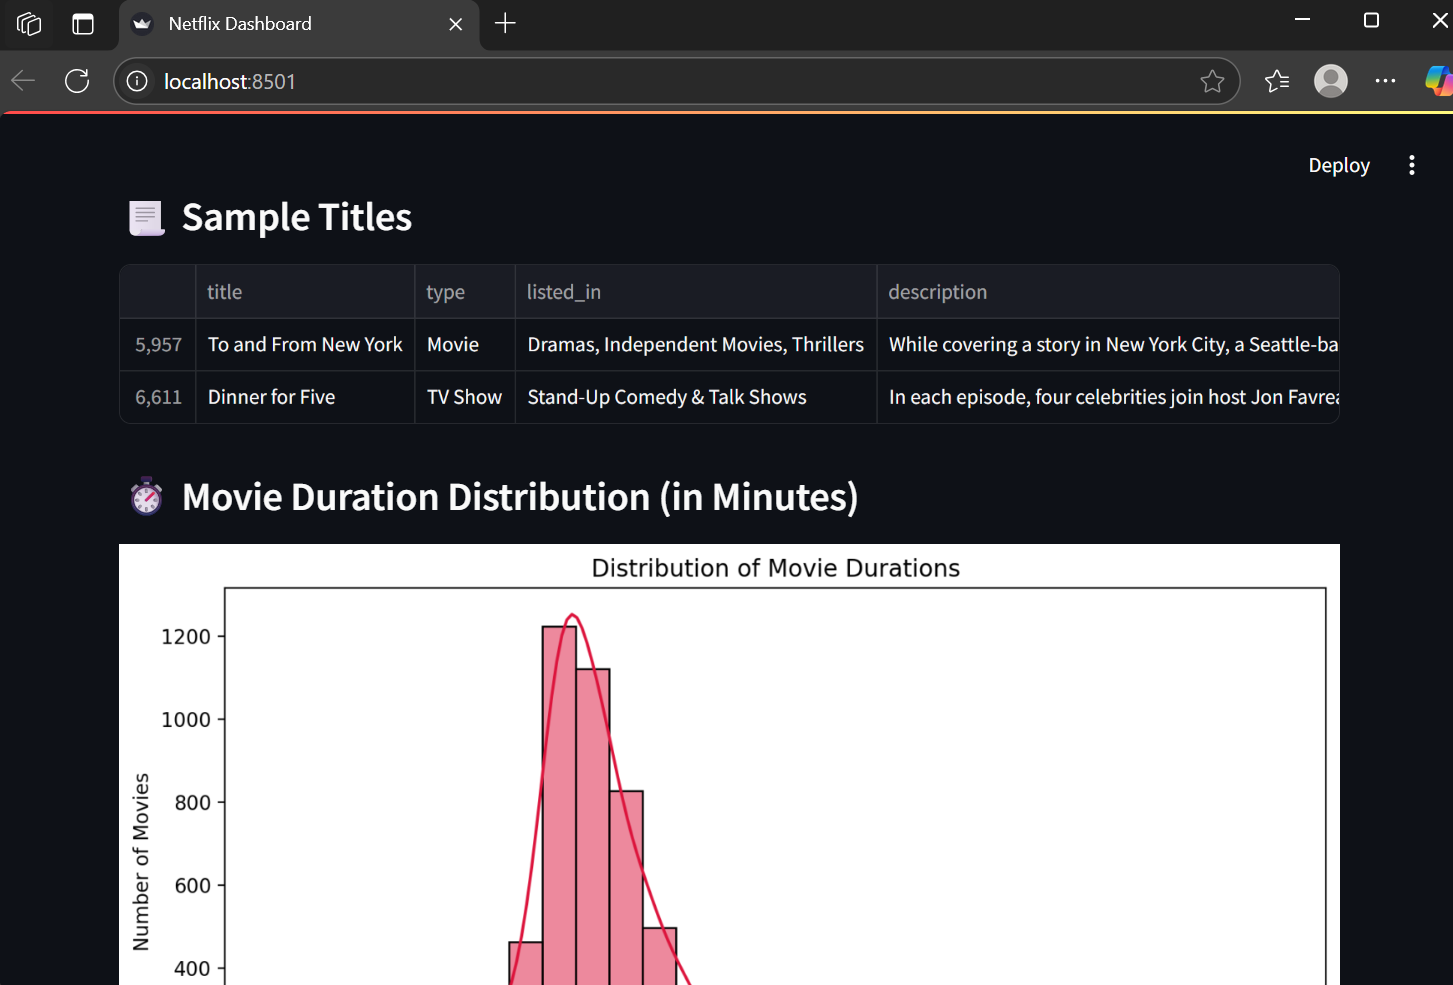 Netflix Dashboard
localhost:8501
Deploy
Sample Titles
title type listed_in description
5,957 To and From New York Movie Dramas, Independent Movies, Thrillers While covering a story in New York City, a Seattle-ba
6,611 Dinner for Five TV Show Stand-Up Comedy & Talk Shows In each episode, four celebrities join host Jon Favrea
Movie Duration Distribution (in Minutes)
Distribution of Movie Durations
1200
1000
800
600
400
Number of Movies